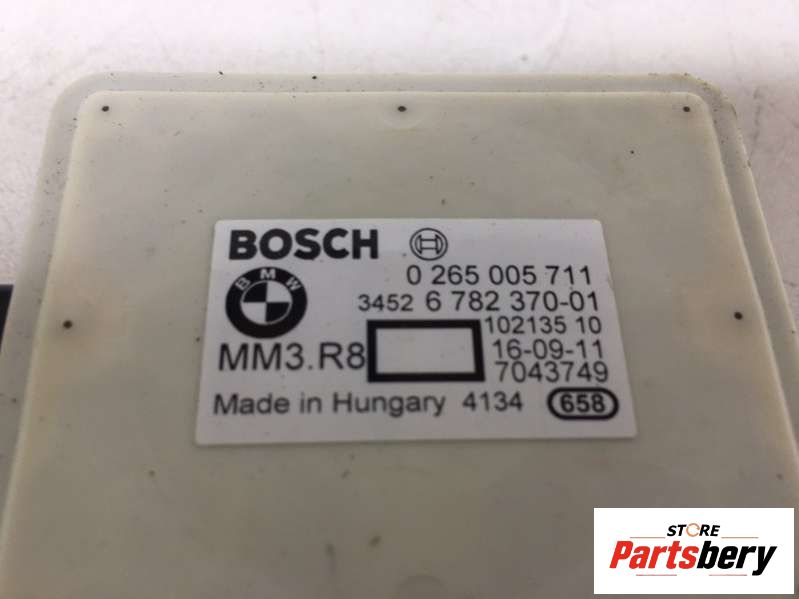 BOSCH
0 265 005 711
BMW
3452 6 782 370-01
102135 10
MM3.R8
16-09-11
7043749
Made in Hungary 4134 658
STORE
Partsbery